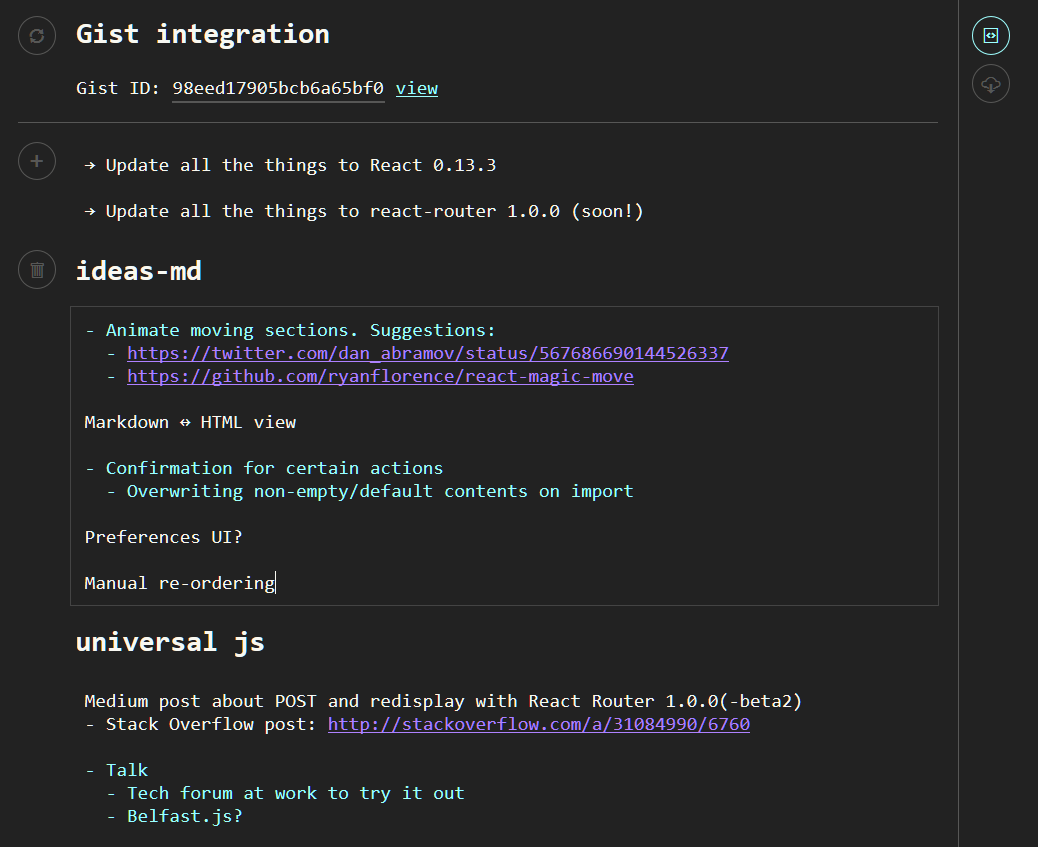 Gist integration
Gist ID: 98eed17905bcb6a65bf0 view
→ Update all the things to React 0.13.3
→ Update all the things to react-router 1.0.0 (soon!)
ideas-md
- Animate moving sections. Suggestions:
- https://twitter.com/dan_abramov/status/567686690144526337
- https://github.com/ryanflorence/react-magic-move
Markdown ↔ HTML view
- Confirmation for certain actions
- Overwriting non-empty/default contents on import
Preferences UI?
Manual re-ordering
universal js
Medium post about POST and redisplay with React Router 1.0.0(-beta2)
- Stack Overflow post: http://stackoverflow.com/a/31084990/6760
- Talk
- Tech forum at work to try it out
- Belfast.js?